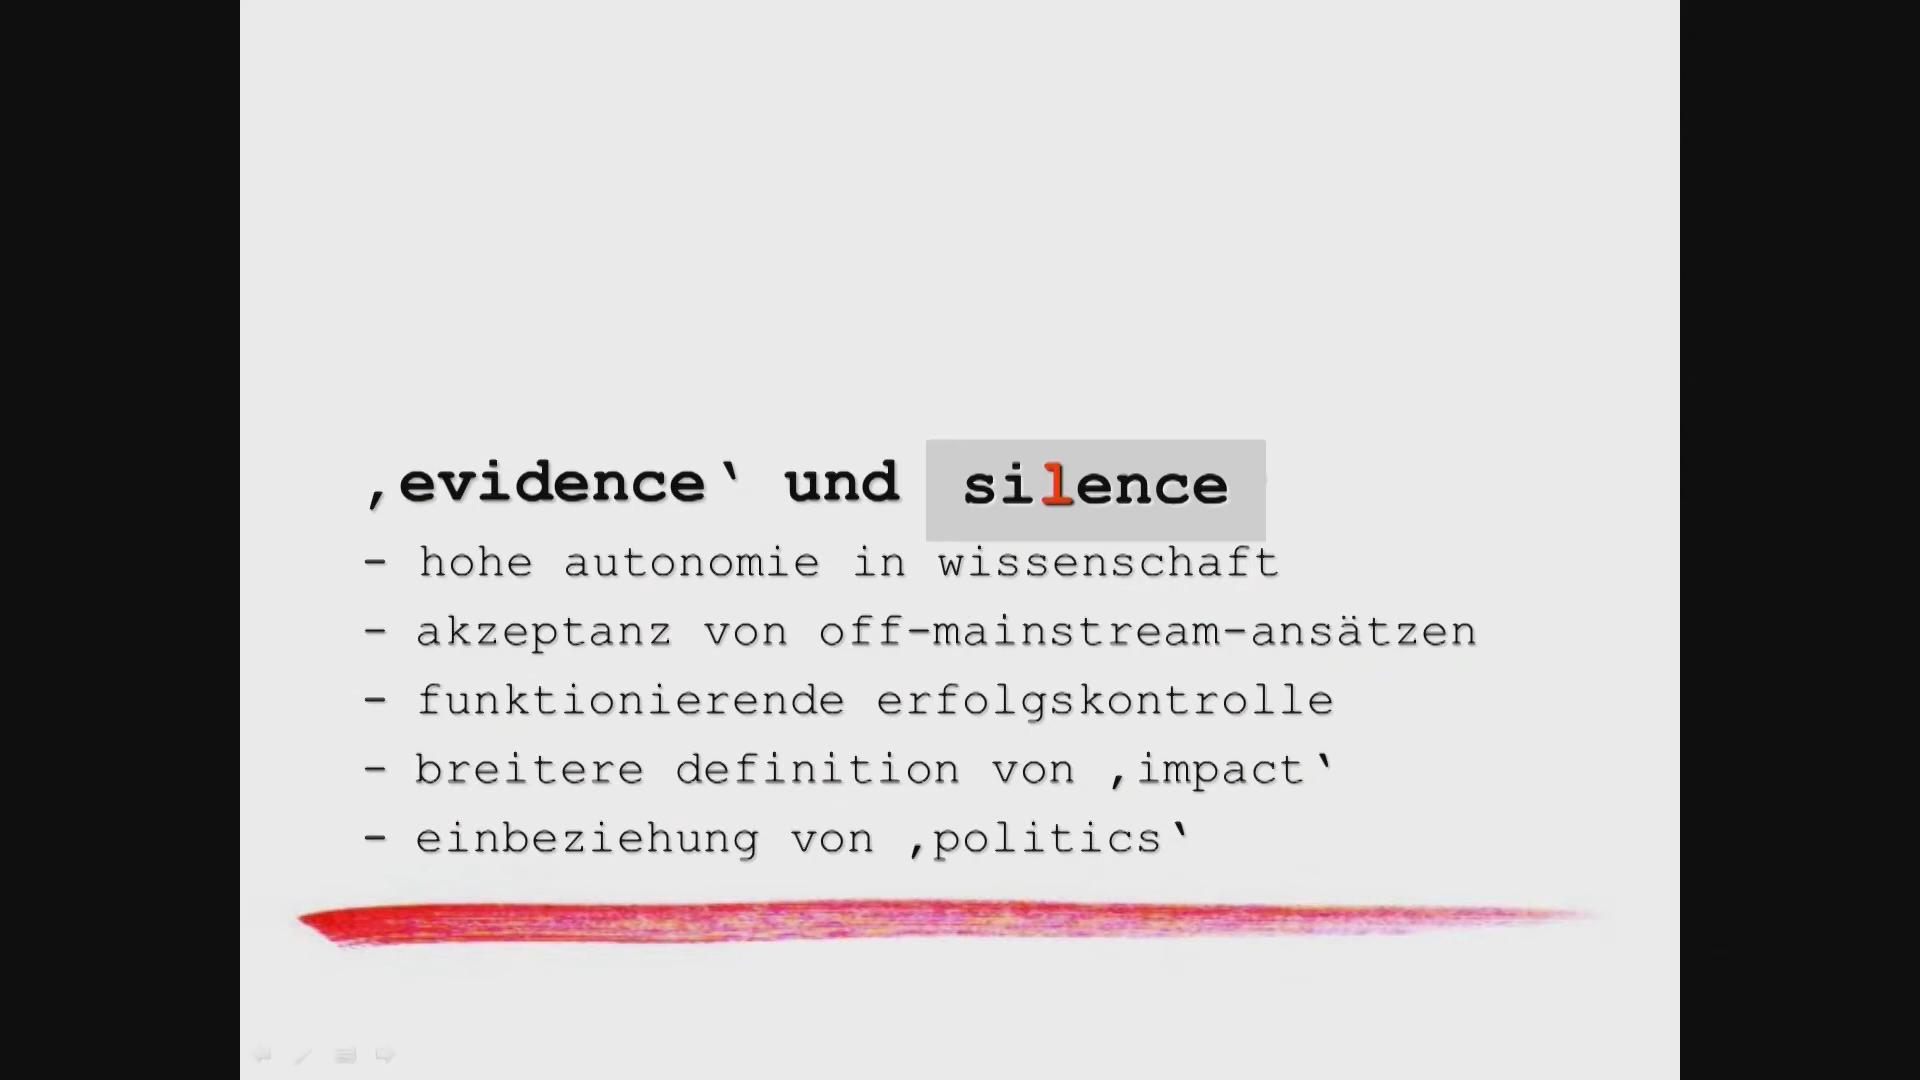 ‚evidence‘ und silence
- hohe autonomie in wissenschaft
- akzeptanz von off-mainstream-ansätzen
- funktionierende erfolgskontrolle
- breitere definition von ‚impact‘
- einbeziehung von ‚politics‘